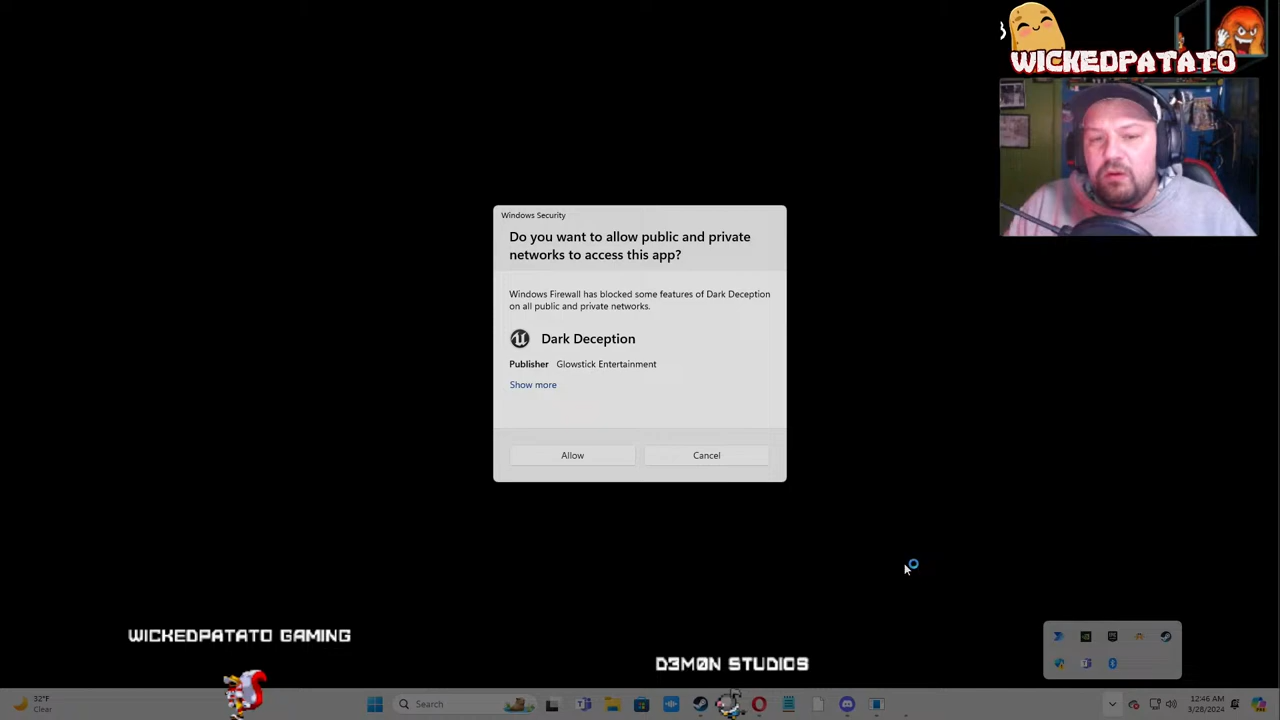 WICKEDPATATO
Windows Security
Do you want to allow public and private
networks to access this app?
Windows Firewall has blocked some features of Dark Deception
on all public and private networks.
Dark Deception
Publisher Glowstick Entertainment
Show more
Allow
Cancel
WICKEDPATATO GAMING
D3M0N STUDIOS
32°F
Clear
Search
12:46 AM
3/28/2024